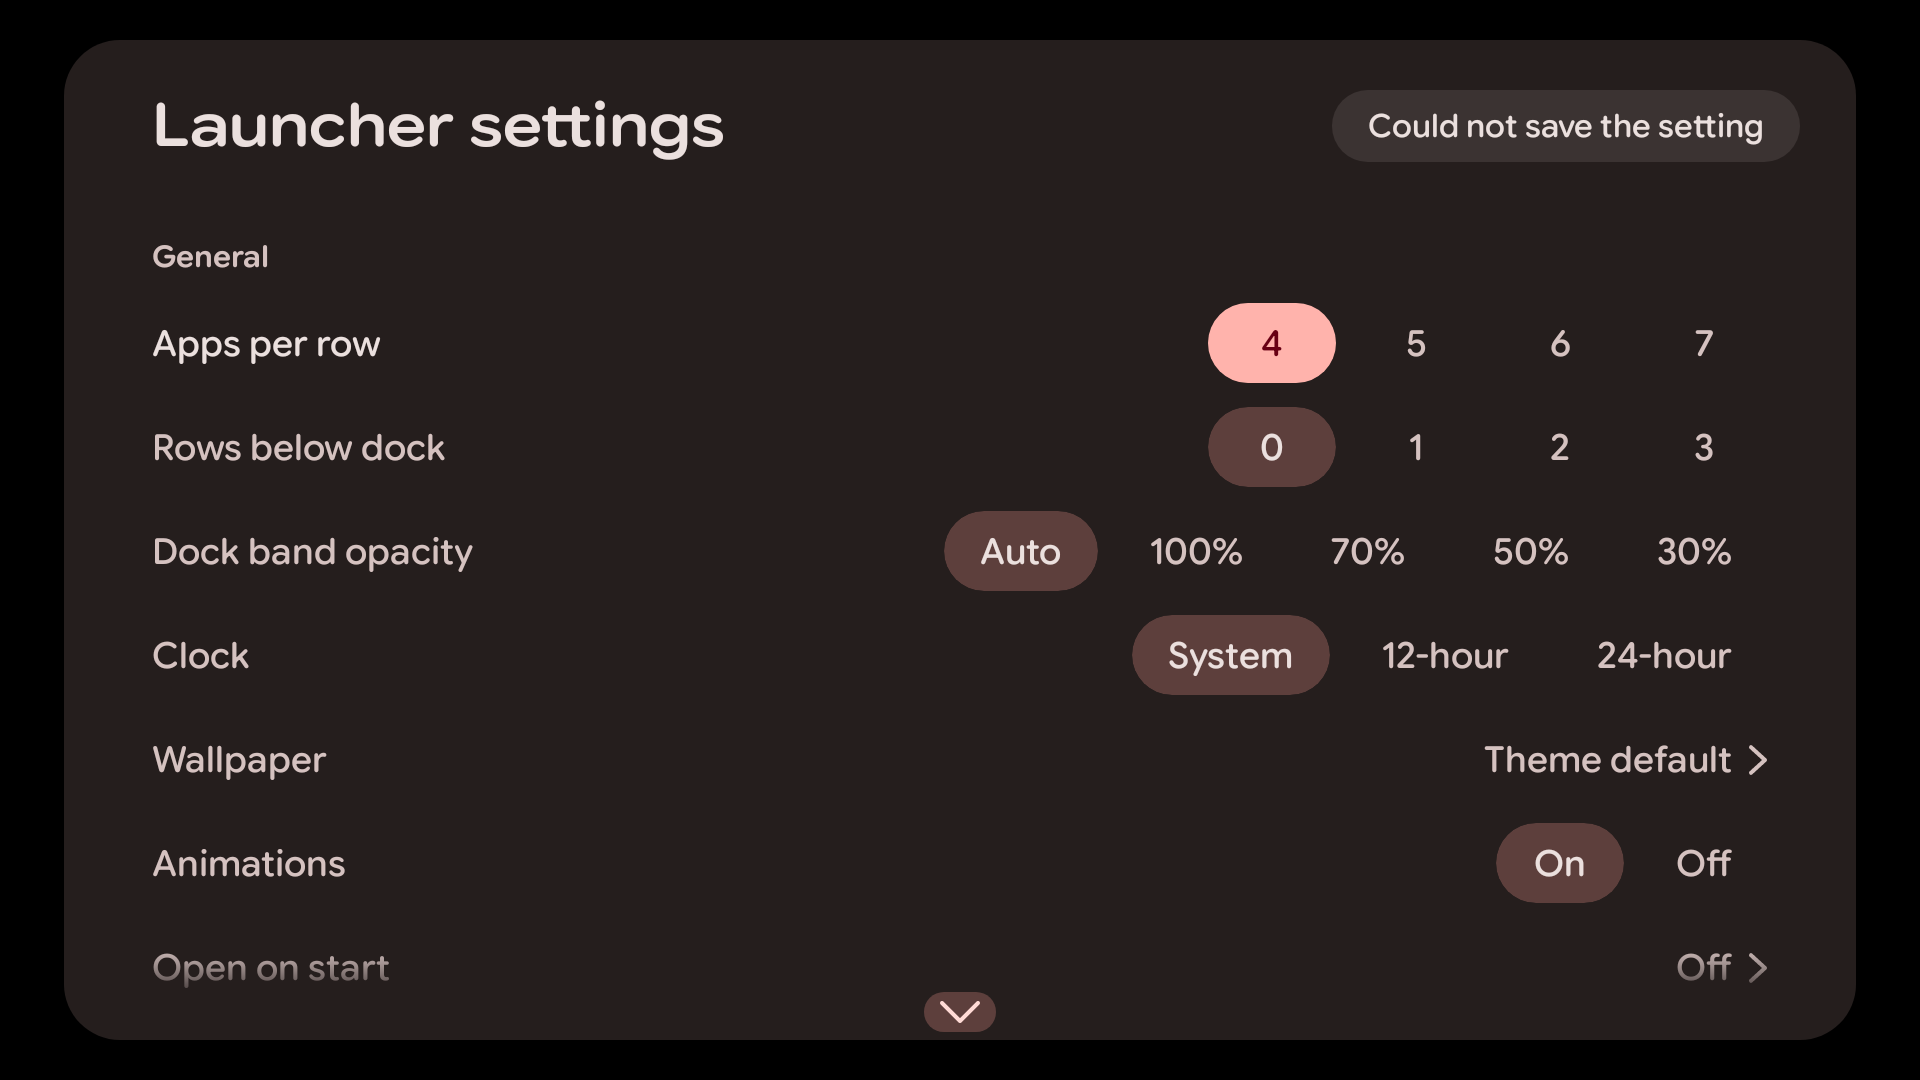 Launcher settings
Could not save the setting
General
Apps per row 4 5 6 7
Rows below dock 0 1 2 3
Dock band opacity Auto 100% 70% 50% 30%
Clock System 12-hour 24-hour
Wallpaper Theme default
Animations On Off
Open on start Off